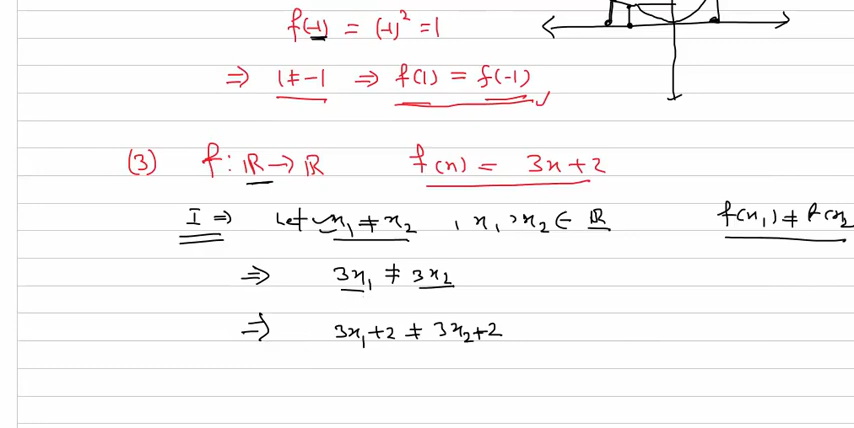 f(-1) = (-1)² = 1
⇒ 1 ≠ -1 ⇒ f(1) = f(-1) ✓
(3) f: ℝ → ℝ f(x) = 3x+2
I ⇒ Let x₁ ≠ x₂ , x₁, x₂ ∈ ℝ f(x₁) ≠ f(x₂
⇒ 3x₁ ≠ 3x₂
⇒ 3x₁+2 ≠ 3x₂+2